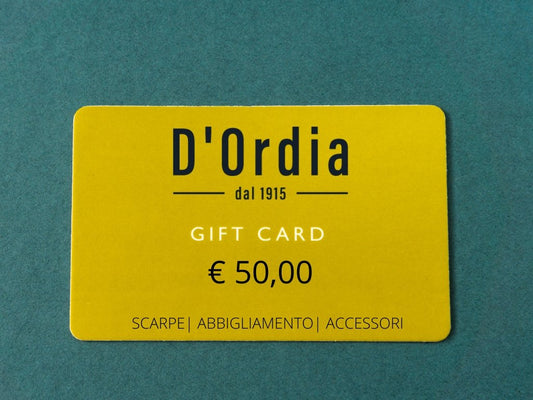 D'Ordia
dal 1915
GIFT CARD
€ 50,00
SCARPE| ABBIGLIAMENTO| ACCESSORI